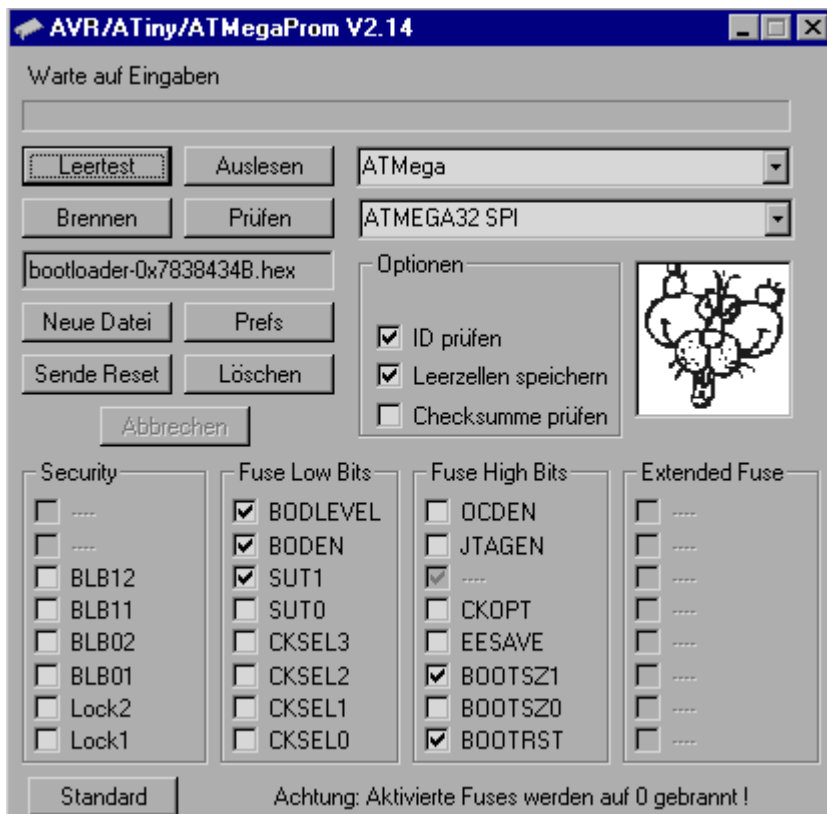 AVR/ATiny/ATMegaProm V2.14
Warte auf Eingaben
Leertest
Auslesen
ATMega
Brennen
Prüfen
ATMEGA32 SPI
bootloader-0x7838434B.hex
Optionen
Neue Datei
Prefs
ID prüfen
Sende Reset
Löschen
Leerzellen speichern
Abbrechen
Checksumme prüfen
Security
----
----
BLB12
BLB11
BLB02
BLB01
Lock2
Lock1
Fuse Low Bits
BODLEVEL
BODEN
SUT1
SUT0
CKSEL3
CKSEL2
CKSEL1
CKSEL0
Fuse High Bits
OCDEN
JTAGEN
----
CKOPT
EESAVE
BOOTSZ1
BOOTSZ0
BOOTRST
Extended Fuse
----
----
----
----
----
----
----
----
Standard
Achtung: Aktivierte Fuses werden auf 0 gebrannt !